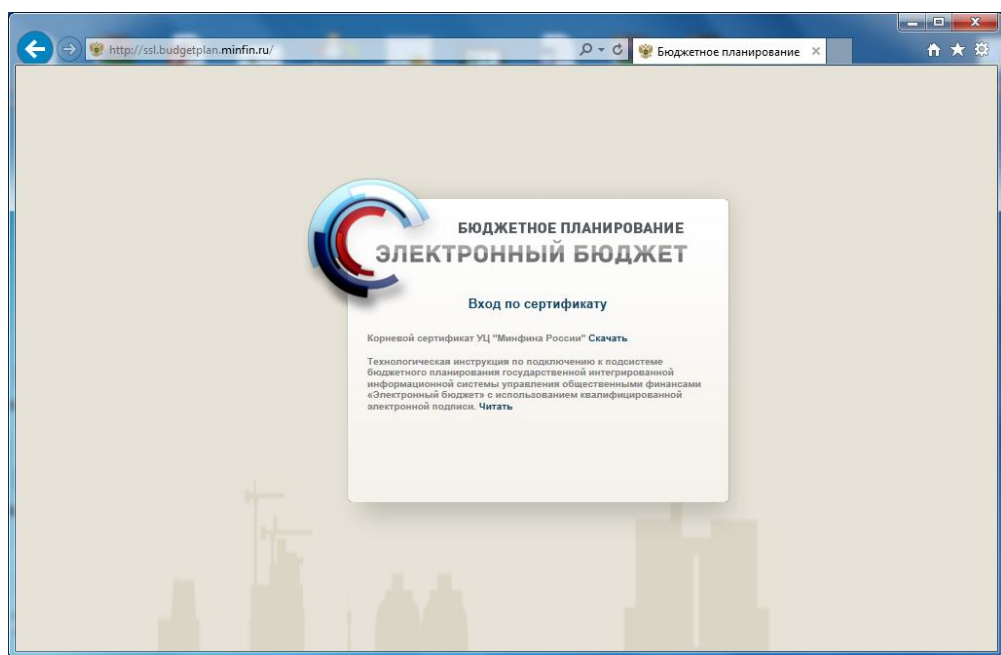 http://ssl.budgetplan.minfin.ru/
Бюджетное планирование
БЮДЖЕТНОЕ ПЛАНИРОВАНИЕ
ЭЛЕКТРОННЫЙ БЮДЖЕТ
Вход по сертификату
Корневой сертификат УЦ "Минфина России" Скачать
Технологическая инструкция по подключению к подсистеме
бюджетного планирования государственной интегрированной
информационной системы управления общественными финансами
«Электронный бюджет» с использованием квалифицированной
электронной подписи. Читать